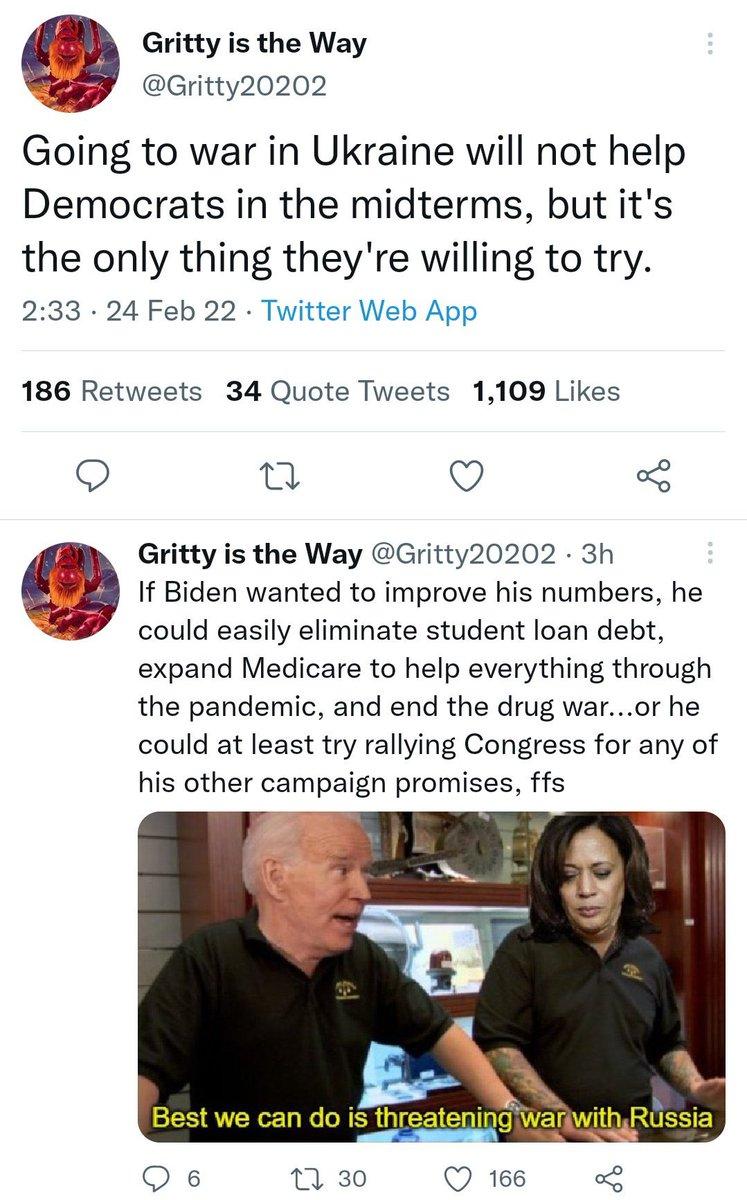 Gritty is the Way
@Gritty20202
Going to war in Ukraine will not help
Democrats in the midterms, but it's
the only thing they're willing to try.
2:33 · 24 Feb 22 · Twitter Web App
186 Retweets 34 Quote Tweets 1,109 Likes
Gritty is the Way @Gritty20202 · 3h
If Biden wanted to improve his numbers, he
could easily eliminate student loan debt,
expand Medicare to help everything through
the pandemic, and end the drug war...or he
could at least try rallying Congress for any of
his other campaign promises, ffs
Best we can do is threatening war with Russia
6 30 166